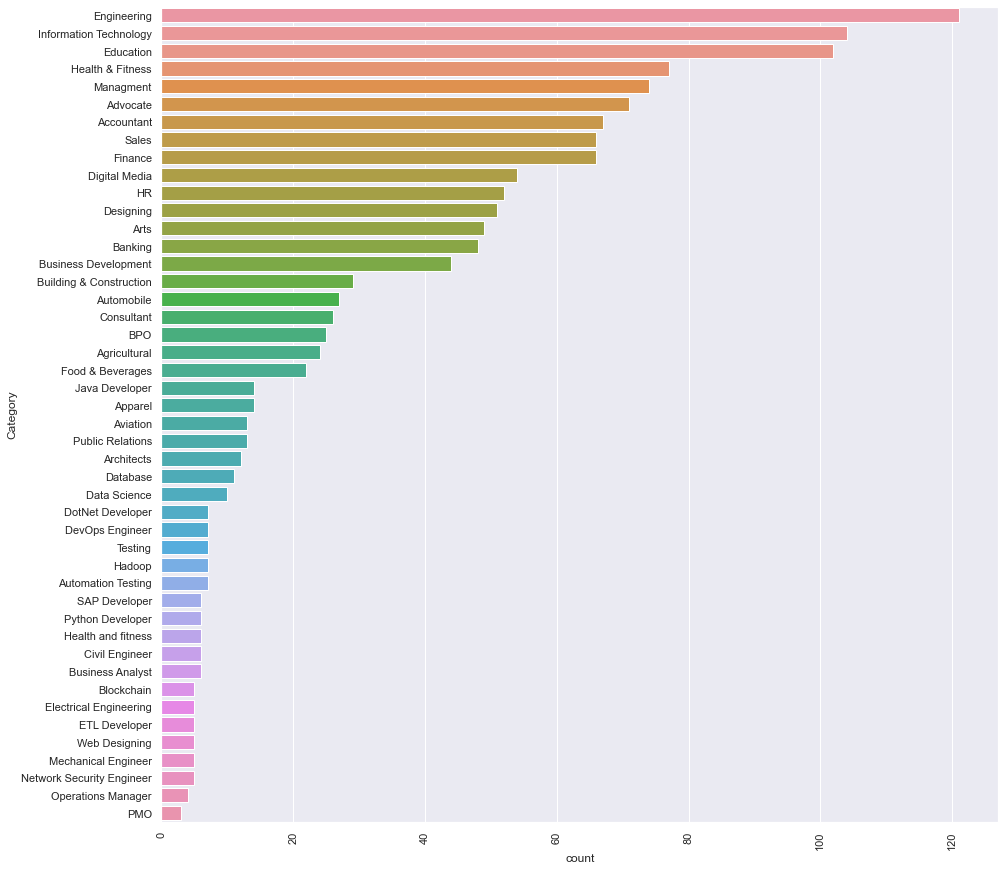 Engineering
Information Technology
Education
Health & Fitness
Managment
Advocate
Accountant
Sales
Finance
Digital Media
HR
Designing
Arts
Banking
Business Development
Building & Construction
Automobile
Consultant
BPO
Agricultural
Food & Beverages
Java Developer
Apparel
Aviation
Public Relations
Architects
Database
Data Science
DotNet Developer
DevOps Engineer
Testing
Hadoop
Automation Testing
SAP Developer
Python Developer
Health and fitness
Civil Engineer
Business Analyst
Blockchain
Electrical Engineering
ETL Developer
Web Designing
Mechanical Engineer
Network Security Engineer
Operations Manager
PMO
Category
0
20
40
60
80
100
120
count